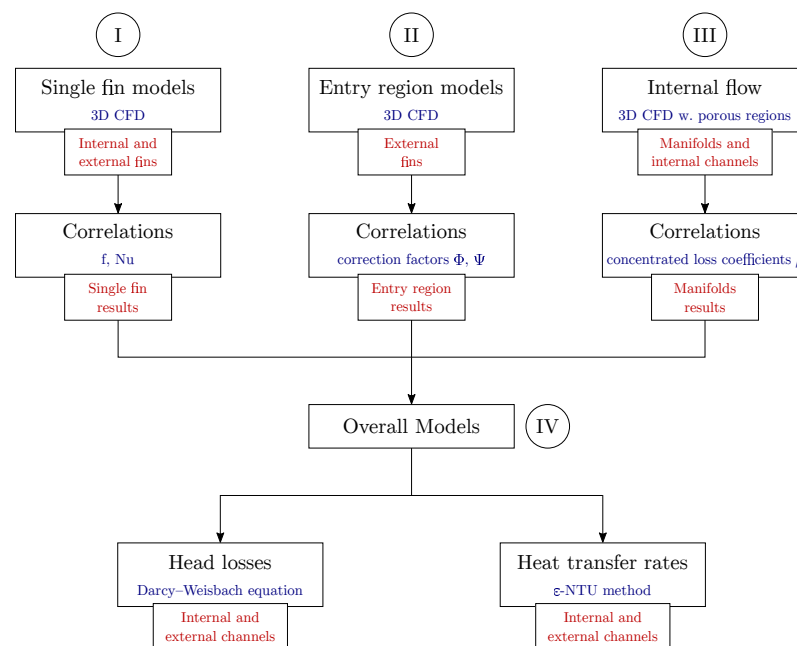 I
II
III
Single fin models
3D CFD
Internal and
external fins
Entry region models
3D CFD
External
fins
Internal flow
3D CFD w. porous regions
Manifolds and
internal channels
Correlations
f, Nu
Single fin
results
Correlations
correction factors Φ, Ψ
Entry region
results
Correlations
concentrated loss coefficients
Manifolds
results
Overall Models
IV
Head losses
Darcy–Weisbach equation
Internal and
external channels
Heat transfer rates
ε-NTU method
Internal and
external channels